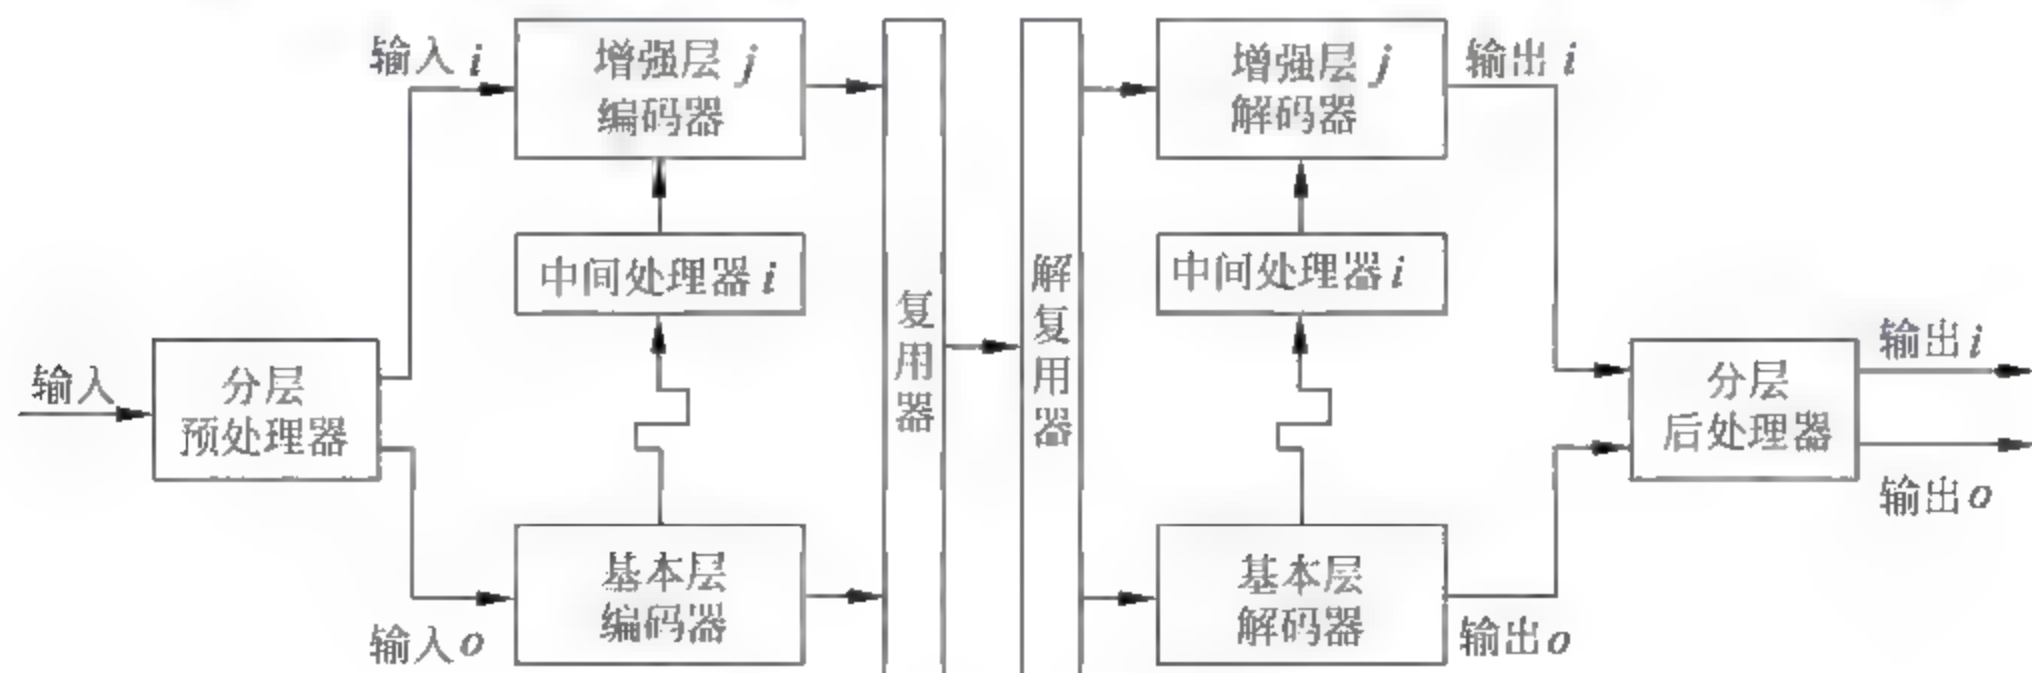 输入 i
增强层 j
编码器
增强层 j
解码器
输出 i
中间处理器 i
中间处理器 i
复用器
解复用器
输入
分层
预处理器
分层
后处理器
输出 i
输出 o
基本层
编码器
基本层
解码器
输入 o
输出 o